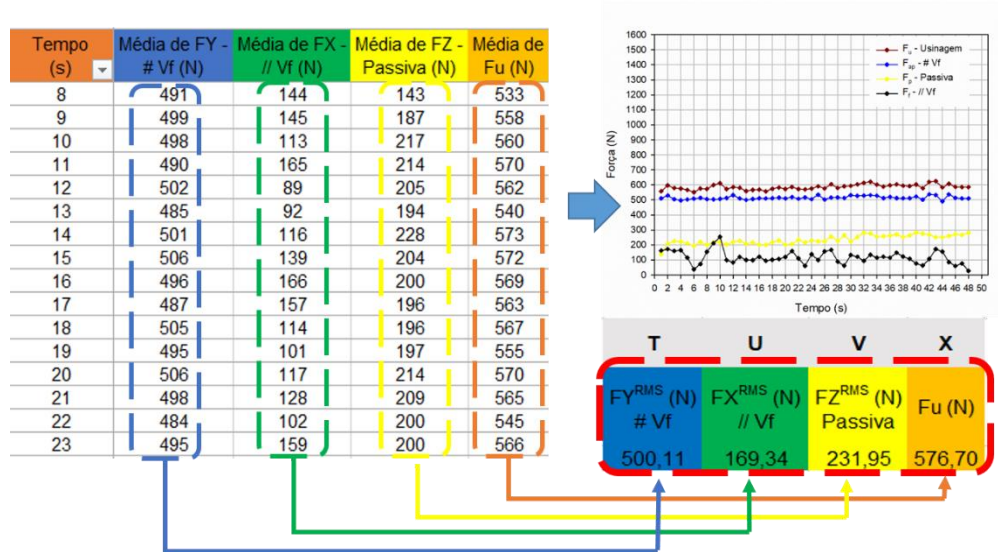 Tempo (s) Média de FY - # Vf (N) Média de FX - // Vf (N) Média de FZ - Passiva (N) Média de Fu (N)
8 491 144 143 533
9 499 145 187 558
10 498 113 217 560
11 490 165 214 570
12 502 89 205 562
13 485 92 194 540
14 501 116 228 573
15 506 139 204 572
16 496 166 200 569
17 487 157 196 563
18 505 114 196 567
19 495 101 197 555
20 506 117 214 570
21 498 128 209 565
22 484 102 200 545
23 495 159 200 566
Força (N)
1600
1500
1400
1300
1200
1100
1000
900
800
700
600
500
400
300
200
100
0
Fu - Usinagem
Fap - # Vf
Fp - Passiva
Ff - // Vf
0 2 4 6 8 10 12 14 16 18 20 22 24 26 28 30 32 34 36 38 40 42 44 46 48 50
Tempo (s)
T U V X
FY^RMS (N) # Vf FX^RMS (N) // Vf FZ^RMS (N) Passiva Fu (N)
500,11 169,34 231,95 576,70